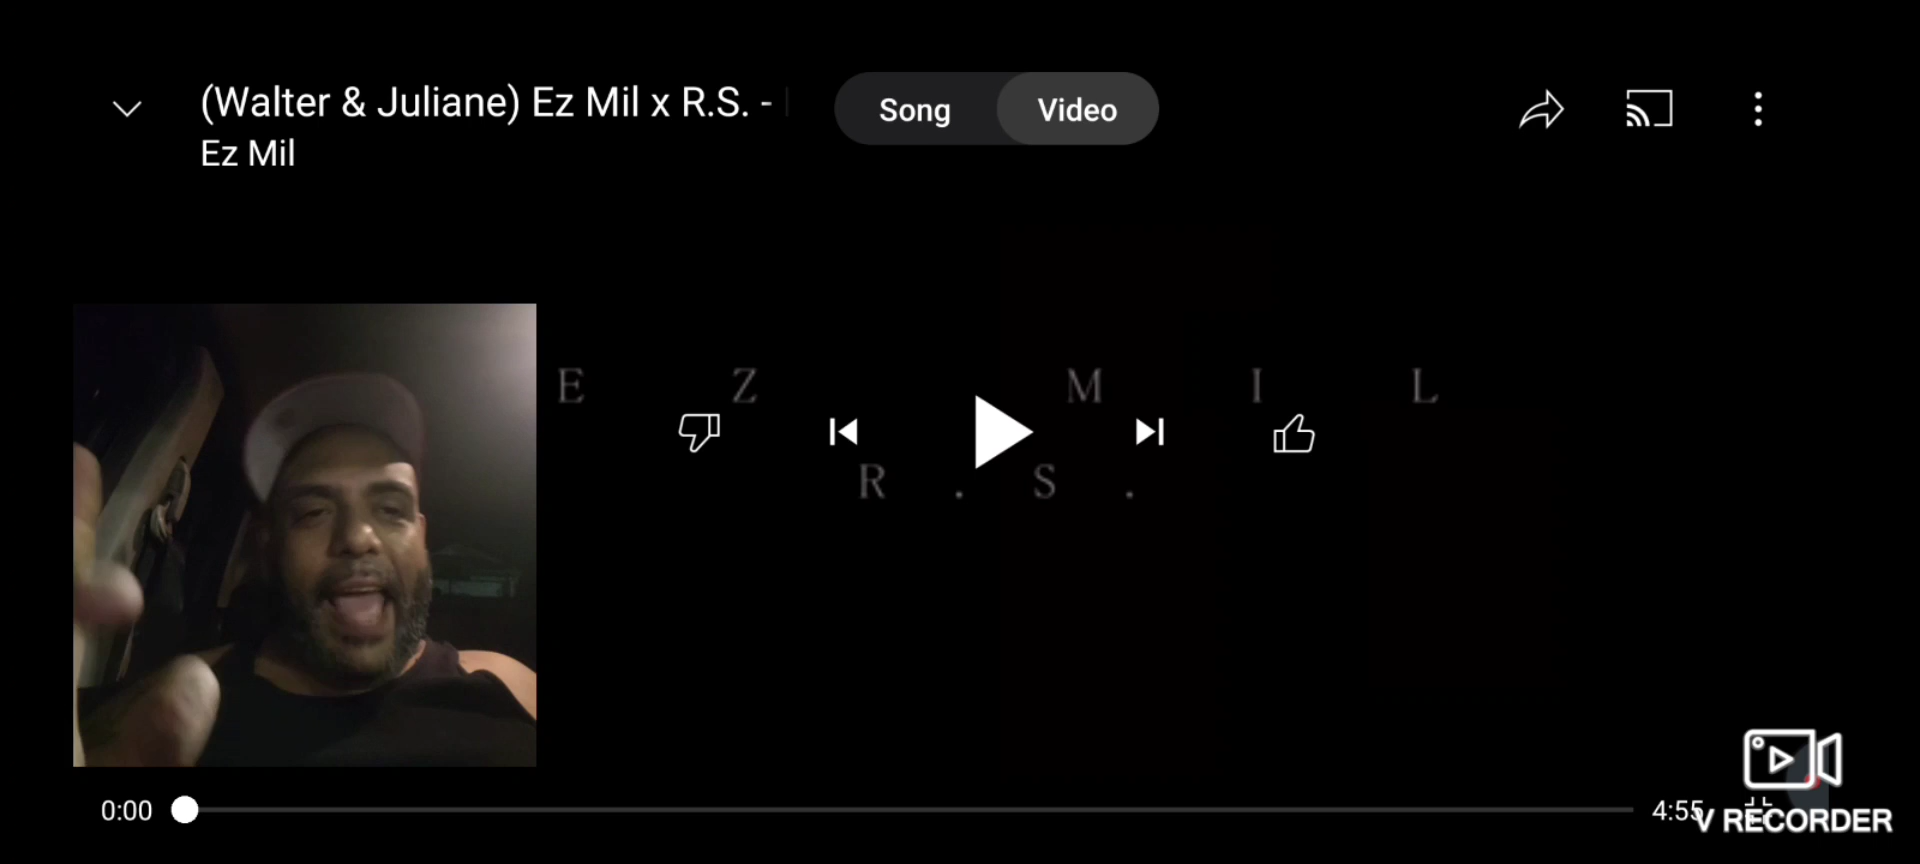 (Walter & Juliane) Ez Mil x R.S. -
Ez Mil
Song
Video
E Z M I L
R . S .
0:00
4:55
V RECORDER